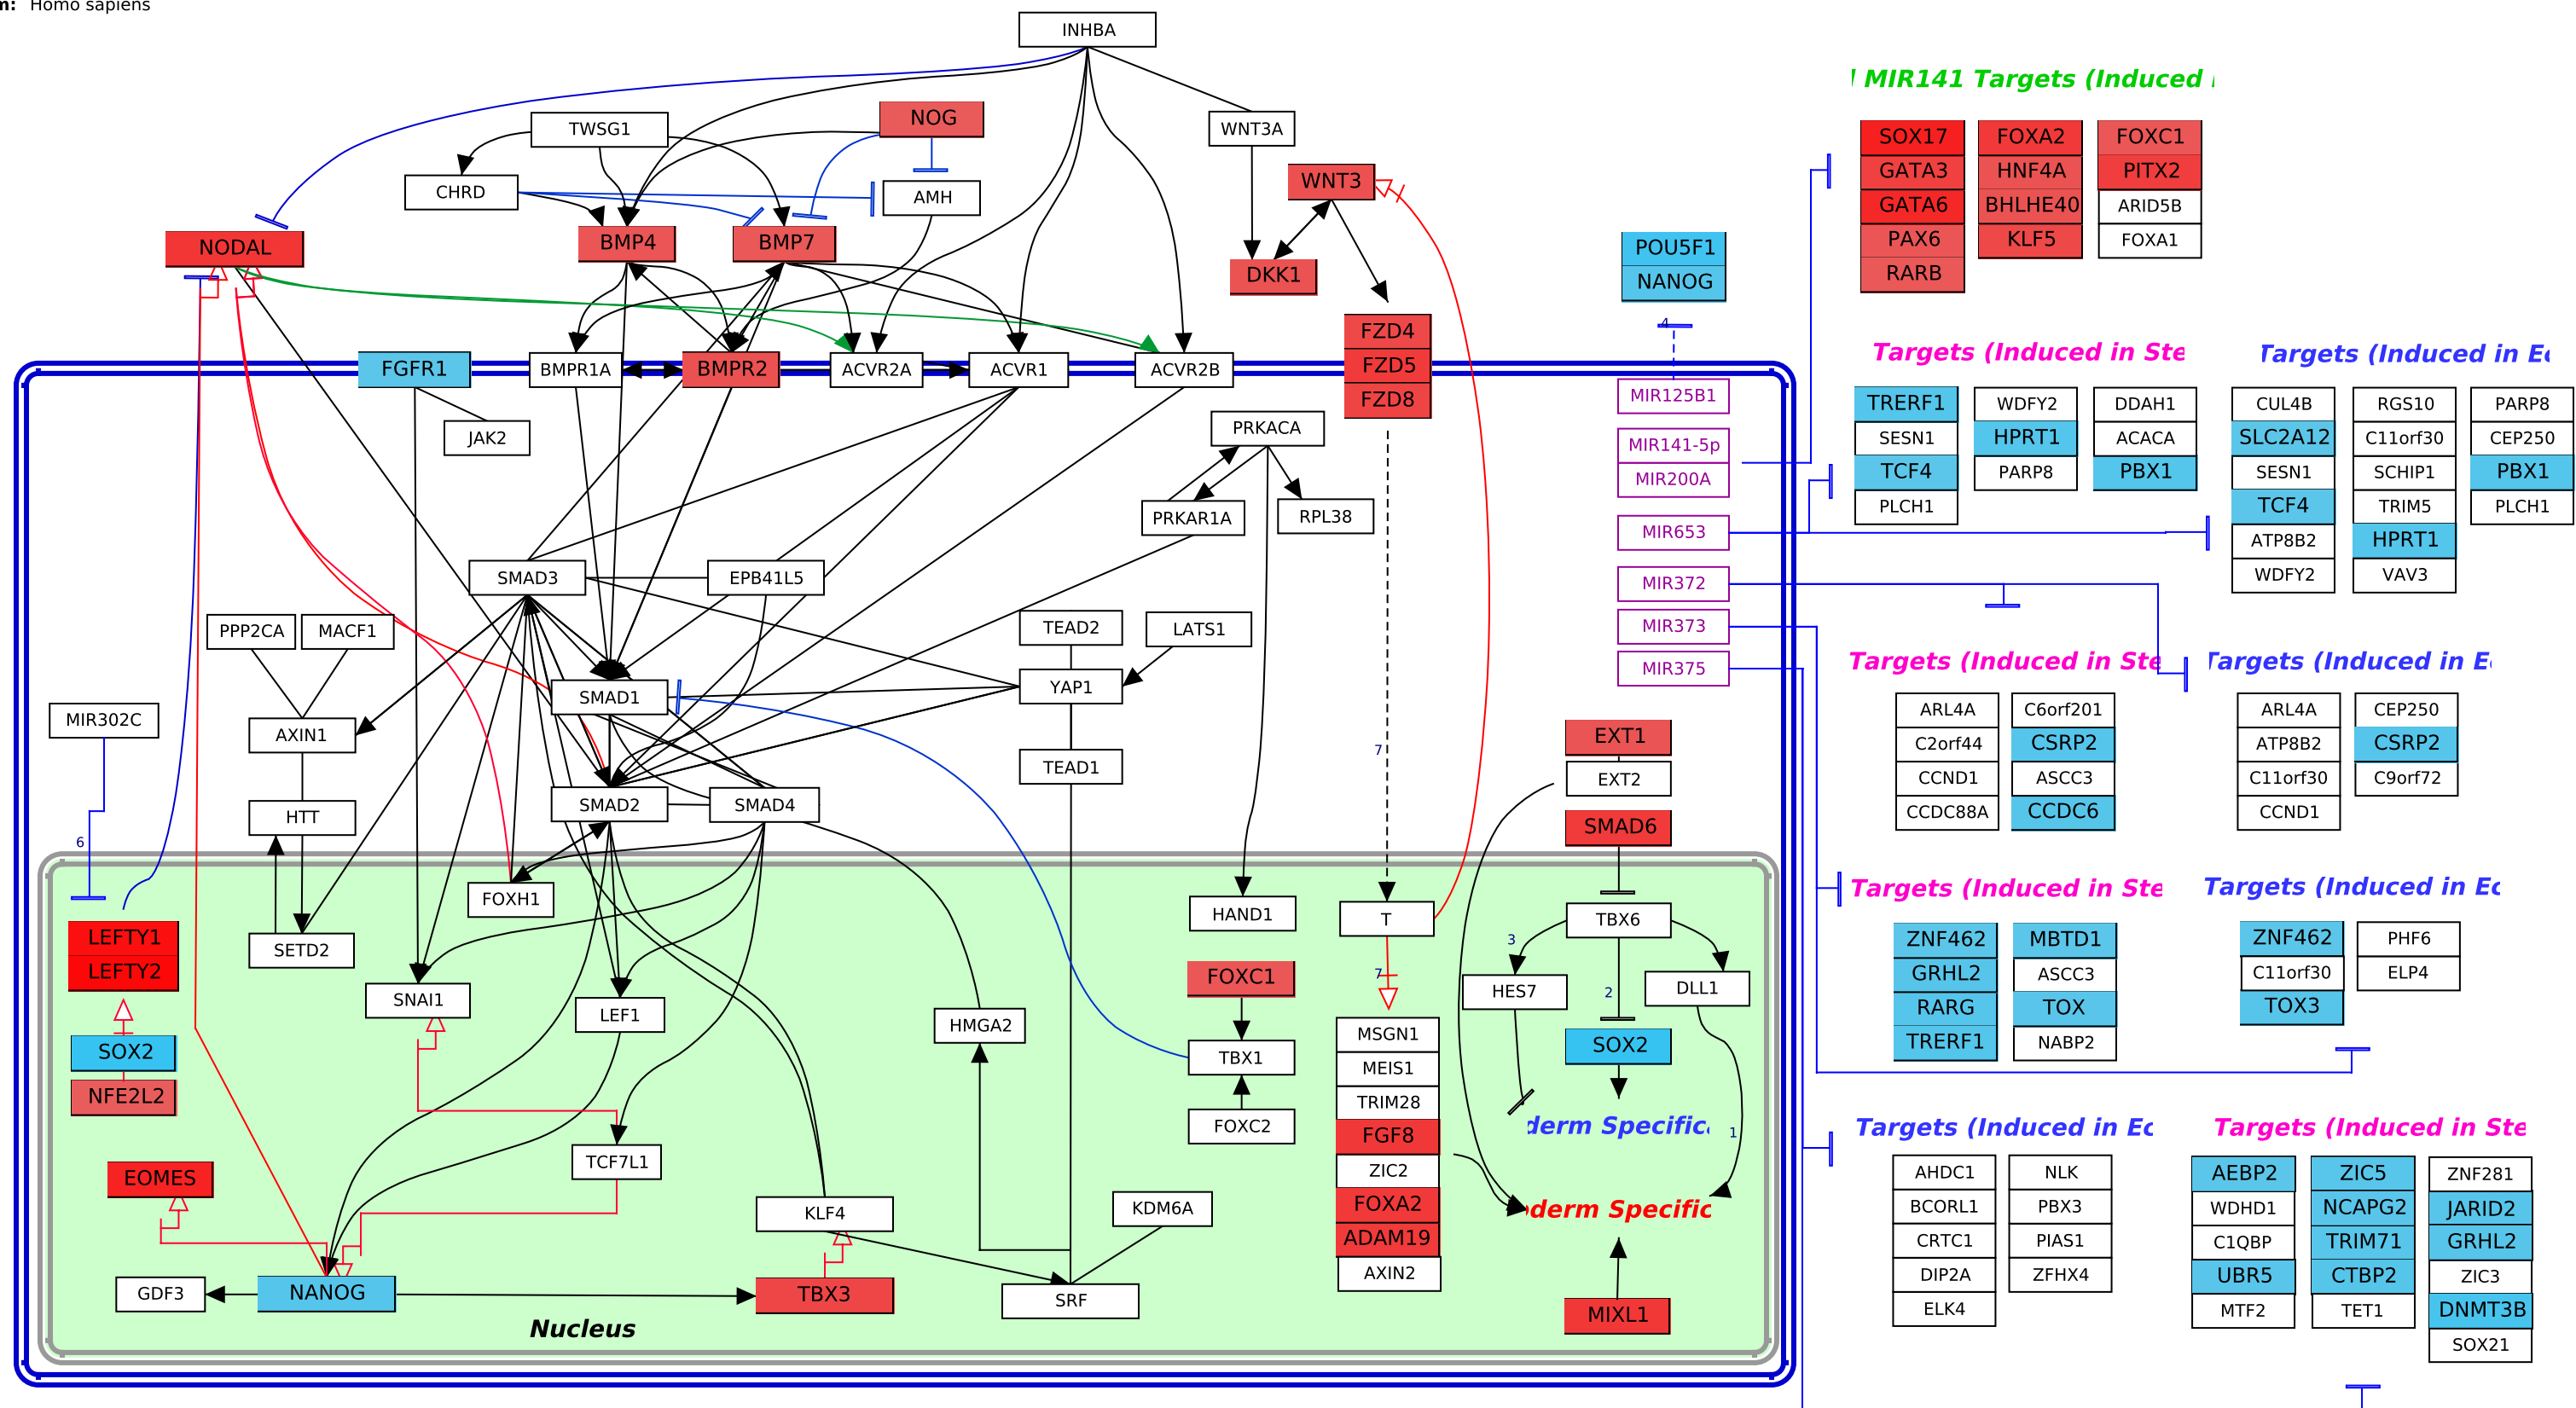 m: Homo sapiens
INHBA
MIR141 Targets (Induced
TWSG1
NOG
WNT3A
CHRD
AMH
WNT3
NODAL
BMP4
BMP7
DKK1
POU5F1
NANOG
4
SOX17
GATA3
GATA6
PAX6
RARB
FOXA2
HNF4A
BHLHE40
KLF5
FOXC1
PITX2
ARID5B
FOXA1
FZD4
FZD5
FZD8
FGFR1
BMPR1A
BMPR2
ACVR2A
ACVR1
ACVR2B
JAK2
PRKACA
PRKAR1A
RPL38
MIR125B1
MIR141-5p
MIR200A
MIR653
MIR372
MIR373
MIR375
Targets (Induced in Ste
TRERF1
SESN1
TCF4
PLCH1
WDFY2
HPRT1
PARP8
DDAH1
ACACA
PBX1
Targets (Induced in Ec
CUL4B
SLC2A12
SESN1
TCF4
ATP8B2
WDFY2
RGS10
C11orf30
SCHIP1
TRIM5
HPRT1
VAV3
PARP8
CEP250
PBX1
PLCH1
SMAD3
EPB41L5
PPP2CA
MACF1
TEAD2
LATS1
SMAD1
YAP1
MIR302C
AXIN1
TEAD1
7
EXT1
EXT2
HTT
SMAD2
SMAD4
SMAD6
6
Targets (Induced in Ste
ARL4A
C2orf44
CCND1
CCDC88A
C6orf201
CSRP2
ASCC3
CCDC6
Targets (Induced in E
ARL4A
ATP8B2
C11orf30
CCND1
CEP250
CSRP2
C9orf72
FOXH1
HAND1
T
TBX6
LEFTY1
LEFTY2
SETD2
3
7
2
SNAI1
LEF1
HMGA2
FOXC1
HES7
DLL1
SOX2
NFE2L2
TBX1
SOX2
MSGN1
MEIS1
TRIM28
FGF8
ZIC2
FOXA2
ADAM19
AXIN2
FOXC2
derm Specific
1
TCF7L1
EOMES
KLF4
KDM6A
derm Specific
GDF3
NANOG
TBX3
SRF
MIXL1
Nucleus
Targets (Induced in Ste
ZNF462
GRHL2
RARG
TRERF1
MBTD1
ASCC3
TOX
NABP2
Targets (Induced in Ec
ZNF462
C11orf30
TOX3
PHF6
ELP4
Targets (Induced in Ec
AHDC1
BCORL1
CRTC1
DIP2A
ELK4
NLK
PBX3
PIAS1
ZFHX4
Targets (Induced in Ste
AEBP2
WDHD1
C1QBP
UBR5
MTF2
ZIC5
NCAPG2
TRIM71
CTBP2
TET1
ZNF281
JARID2
GRHL2
ZIC3
DNMT3B
SOX21